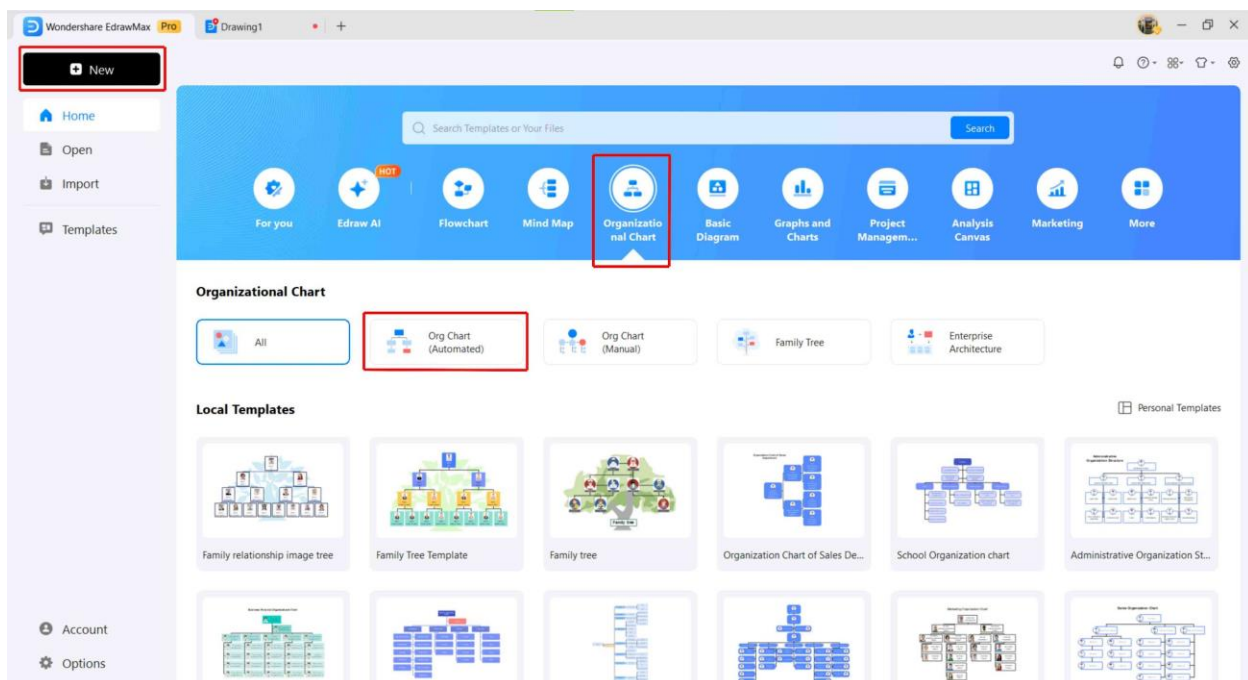 Wondershare EdrawMax Pro
Drawing1
New
Home
Open
Import
Templates
Account
Options
Search Templates or Your Files
Search
For you
Edraw AI
HOT
Flowchart
Mind Map
Organizatio
nal Chart
Basic
Diagram
Graphs and
Charts
Project
Managem...
Analysis
Canvas
Marketing
More
Organizational Chart
All
Org Chart
(Automated)
Org Chart
(Manual)
Family Tree
Enterprise
Architecture
Local Templates
Personal Templates
Family relationship image tree
Family Tree Template
Family tree
Organization Chart of Sales De...
School Organization chart
Administrative Organization St...